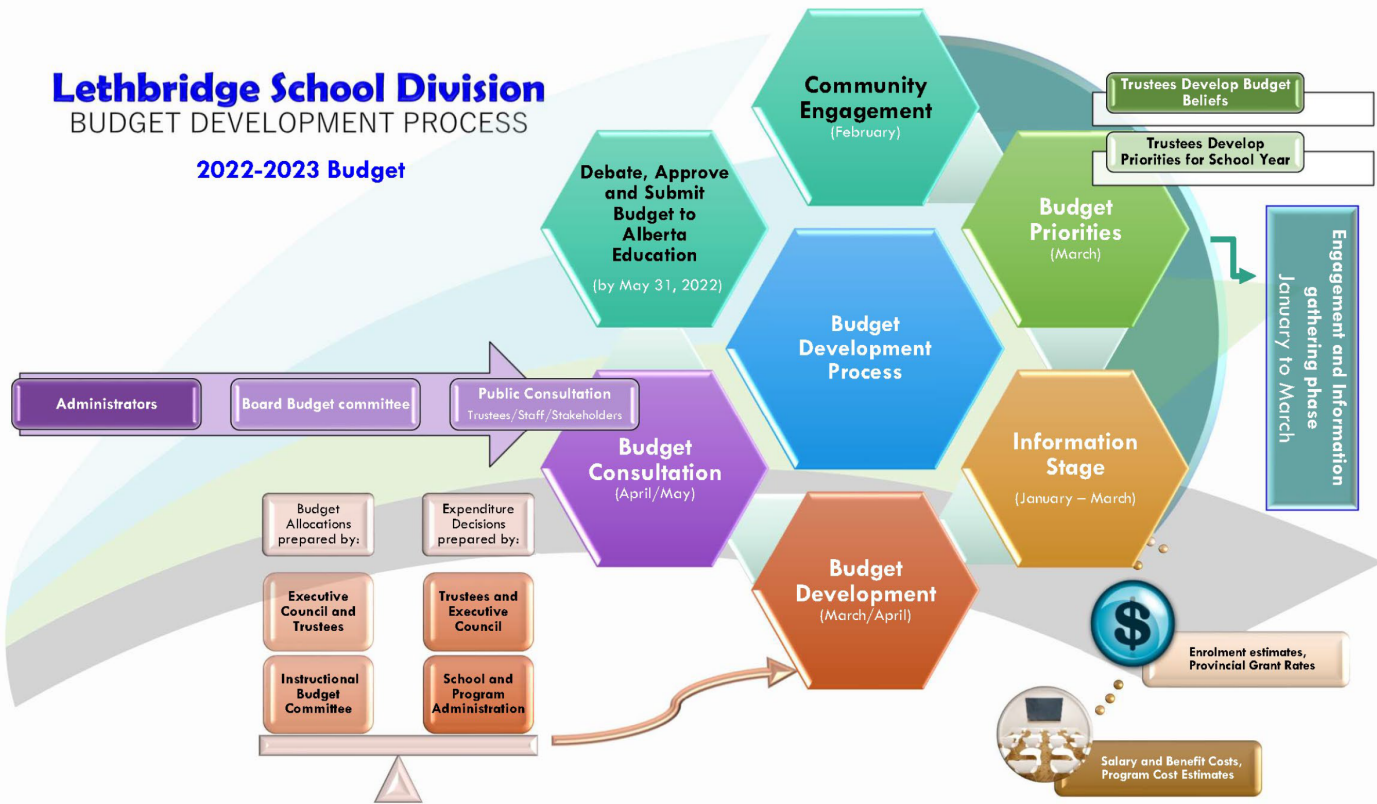 Lethbridge School Division
BUDGET DEVELOPMENT PROCESS
2022-2023 Budget
Community
Engagement
(February)
Trustees Develop Budget
Beliefs
Trustees Develop
Priorities for School Year
Budget
Priorities
(March)
Engagement and Information
gathering phase
January to March
Debate, Approve
and Submit
Budget to
Alberta
Education
(by May 31, 2022)
Budget
Development
Process
Administrators
Board Budget committee
Public Consultation
Trustees/Staff/Stakeholders
Budget
Consultation
(April/May)
Information
Stage
(January – March)
Budget
Development
(March/April)
Budget
Allocations
prepared by:
Expenditure
Decisions
prepared by:
Executive
Council and
Trustees
Trustees and
Executive
Council
Instructional
Budget
Committee
School and
Program
Administration
$
Enrolment estimates,
Provincial Grant Rates
Salary and Benefit Costs,
Program Cost Estimates